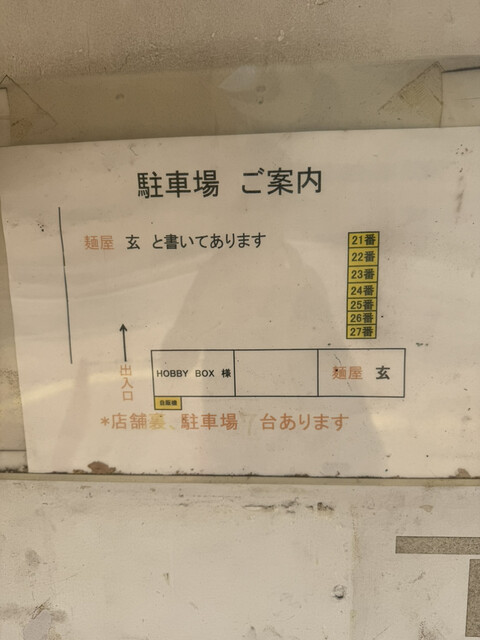 駐車場 ご案内
麺屋 玄 と書いてあります
21番
22番
23番
24番
25番
26番
27番
出入口
HOBBY BOX 様
麺屋 玄
自販機
*店舗裏 駐車場 7台あります